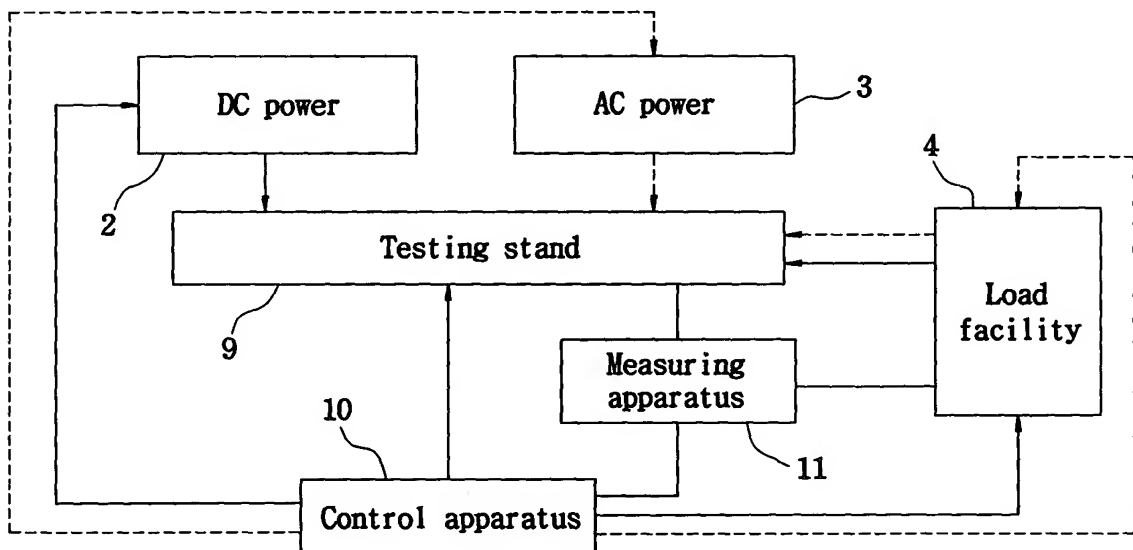 DC power
AC power
3
4
2
Testing stand
Load
facility
9
Measuring
apparatus
10
11
Control apparatus